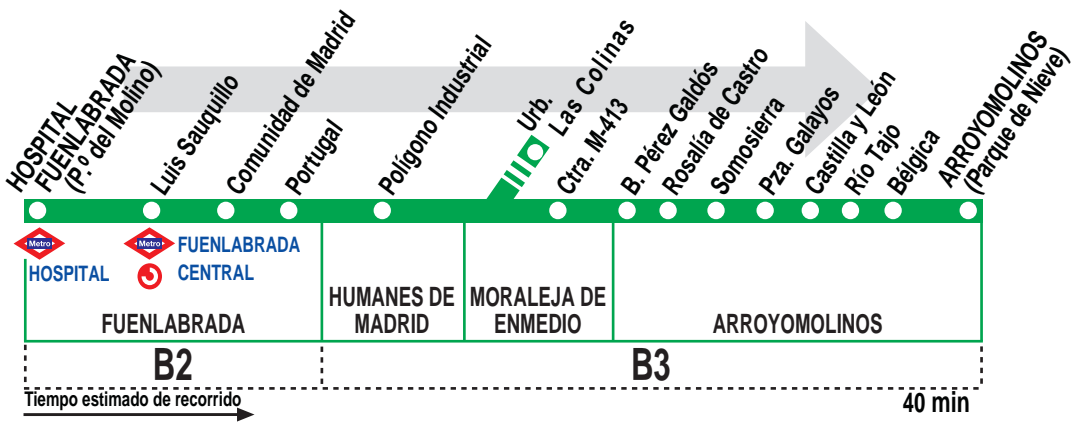 HOSPITAL
FUENLABRADA
(P.º del Molino)
Luis Sauquillo
Comunidad de Madrid
Portugal
Polígono Industrial
Urb.
Las Colinas
Ctra. M-413
B. Pérez Galdós
Rosalía de Castro
Somosierra
Pza. Galayos
Castilla y León
Río Tajo
Bélgica
ARROYOMOLINOS
(Parque de Nieve)
Metro
HOSPITAL
Metro
FUENLABRADA
CENTRAL
FUENLABRADA
HUMANES DE
MADRID
MORALEJA DE
ENMEDIO
ARROYOMOLINOS
B2
B3
Tiempo estimado de recorrido
40 min